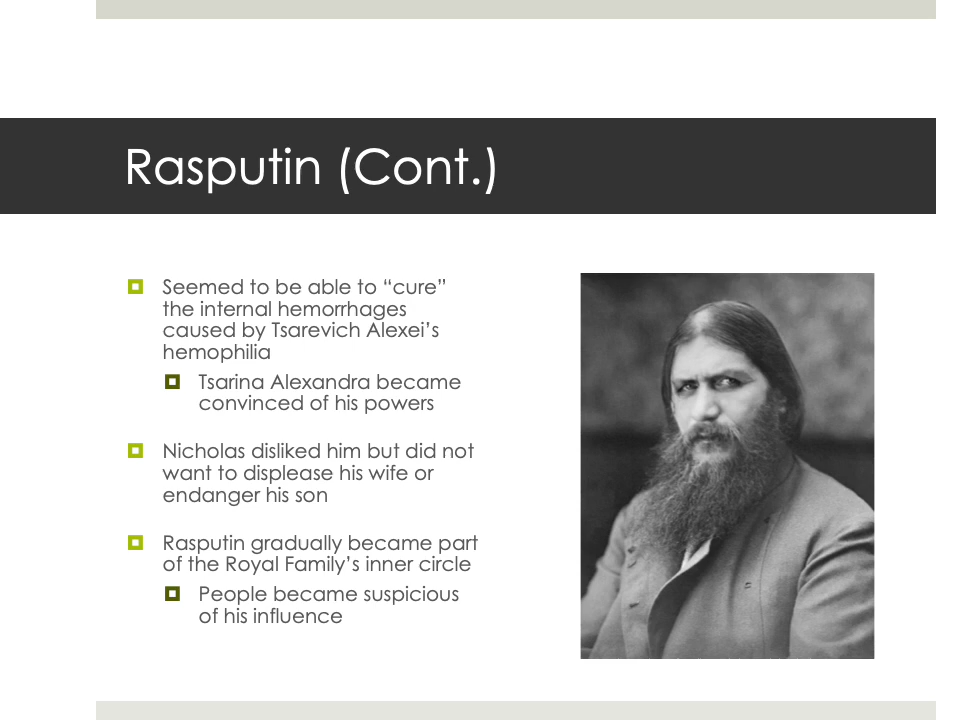 Rasputin (Cont.)
Seemed to be able to “cure”
the internal hemorrhages
caused by Tsarevich Alexei’s
hemophilia
Tsarina Alexandra became
convinced of his powers
Nicholas disliked him but did not
want to displease his wife or
endanger his son
Rasputin gradually became part
of the Royal Family’s inner circle
People became suspicious
of his influence